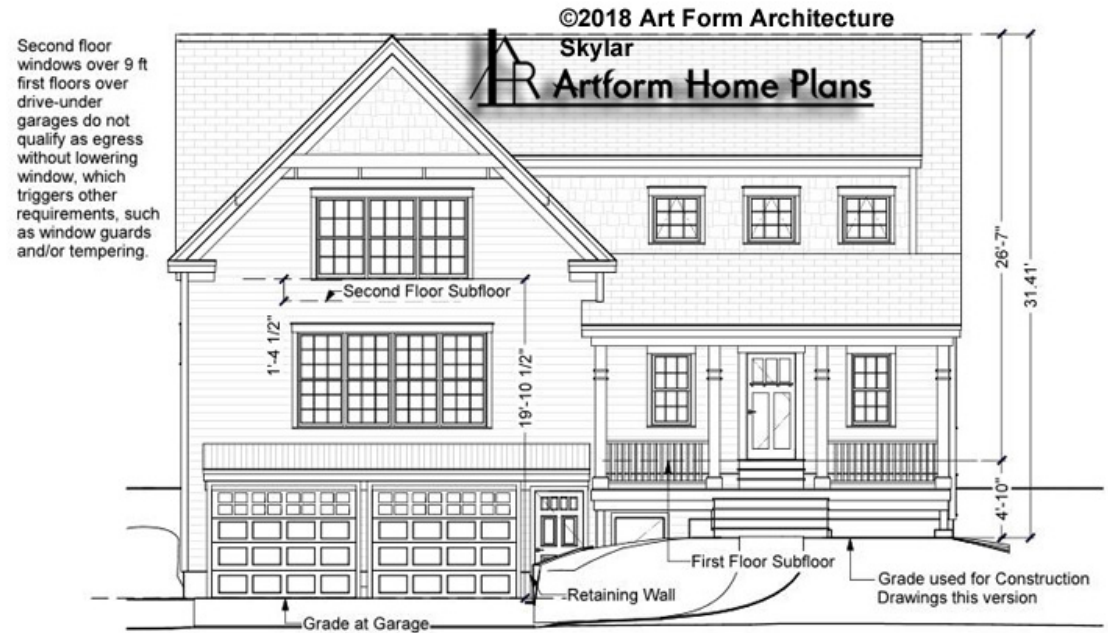 ©2018 Art Form Architecture
Skylar
AFR
Artform Home Plans
Second floor
windows over 9 ft
first floors over
drive-under
garages do not
qualify as egress
without lowering
window, which
triggers other
requirements, such
as window guards
and/or tempering.
26'-7"
31.41'
Second Floor Subfloor
1'-4 1/2"
19'-10 1/2"
4'-10"
First Floor Subfloor
Grade used for Construction
Drawings this version
Retaining Wall
Grade at Garage